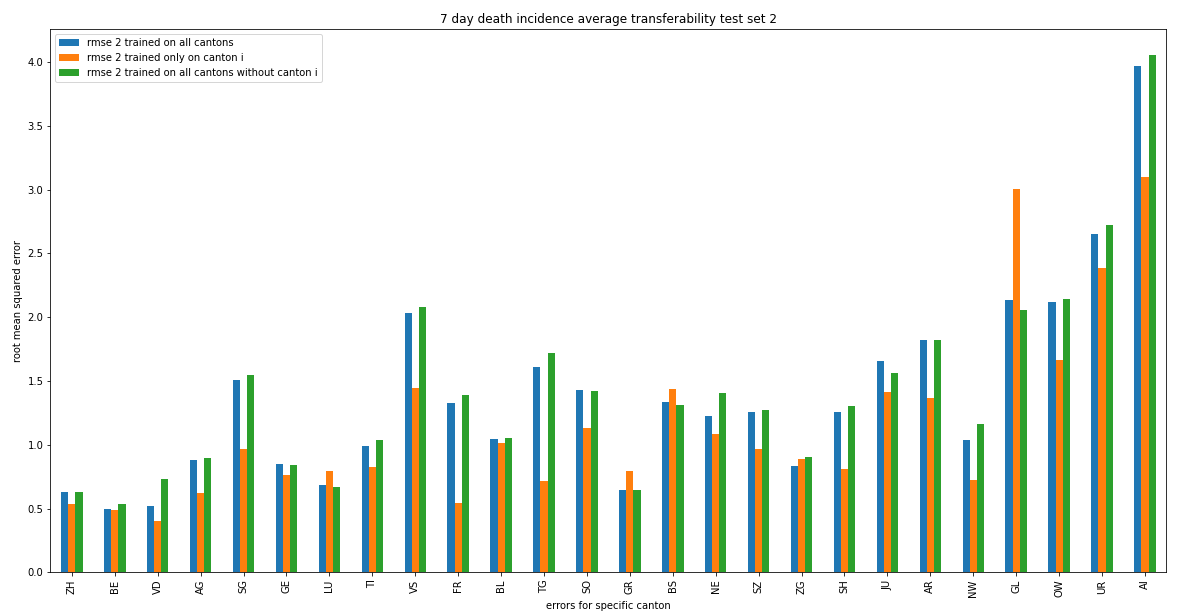 7 day death incidence average transferability test set 2
rmse 2 trained on all cantons
rmse 2 trained only on canton i
rmse 2 trained on all cantons without canton i
root mean squared error
4.0
3.5
3.0
2.5
2.0
1.5
1.0
0.5
0.0
ZH BE VD AG SG GE LU TI VS FR BL TG SO GR BS NE SZ ZG SH JU AR NW GL OW UR AI
errors for specific canton